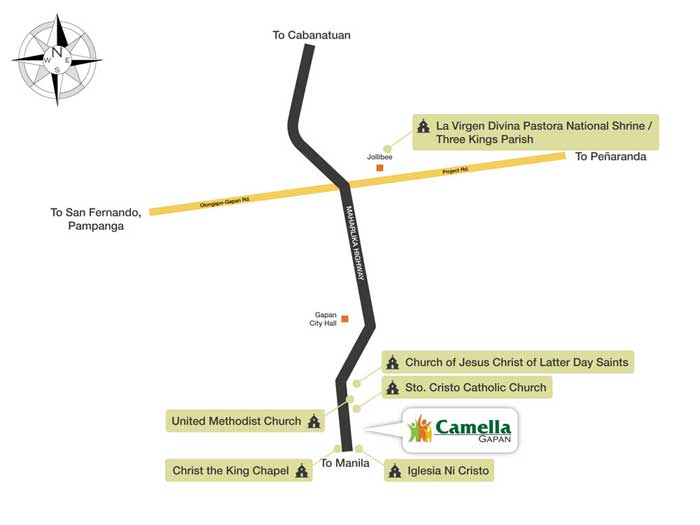 To Cabanatuan
N
W E
S
La Virgen Divina Pastora National Shrine /
Three Kings Parish
Jollibee
To Peñaranda
Project Rd.
Olongapo-Gapan Rd.
To San Fernando,
Pampanga
MAHARLIKA HIGHWAY
Gapan
City Hall
Church of Jesus Christ of Latter Day Saints
Sto. Cristo Catholic Church
United Methodist Church
Camella
GAPAN
Christ the King Chapel
To Manila
Iglesia Ni Cristo